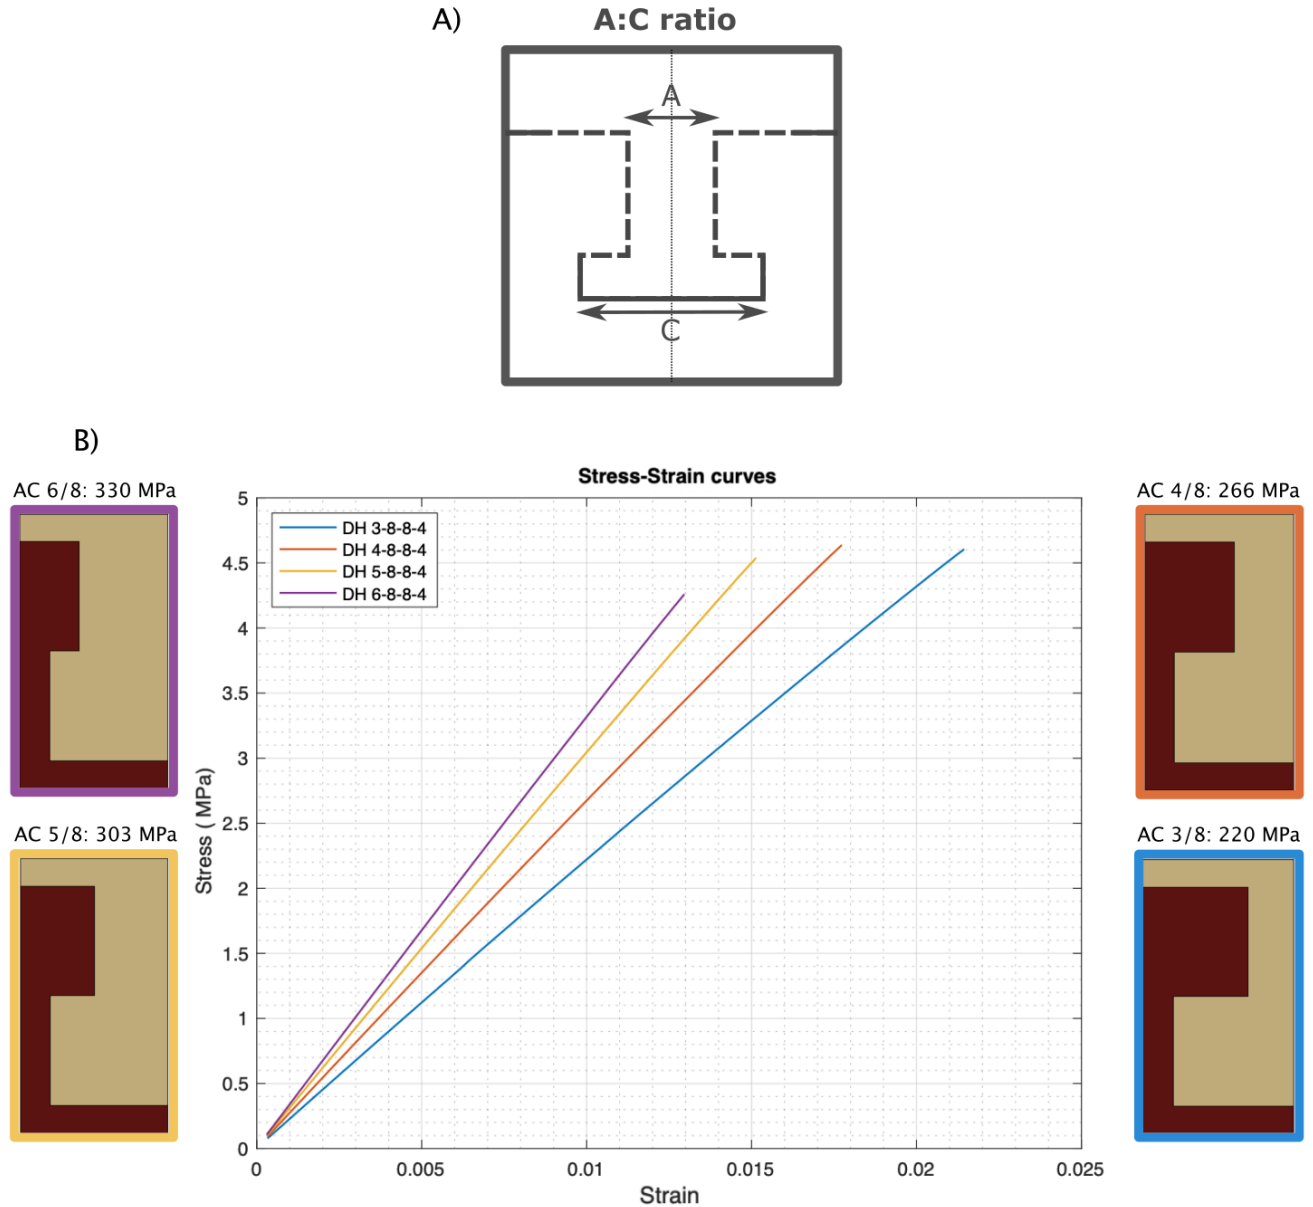 A)
A:C ratio
A
C
B)
AC 6/8: 330 MPa
AC 5/8: 303 MPa
Stress-Strain curves
DH 3-8-8-4
DH 4-8-8-4
DH 5-8-8-4
DH 6-8-8-4
5
4.5
4
3.5
3
2.5
2
1.5
1
0.5
0
Stress ( MPa)
0
0.005
0.01
0.015
0.02
0.025
Strain
AC 4/8: 266 MPa
AC 3/8: 220 MPa